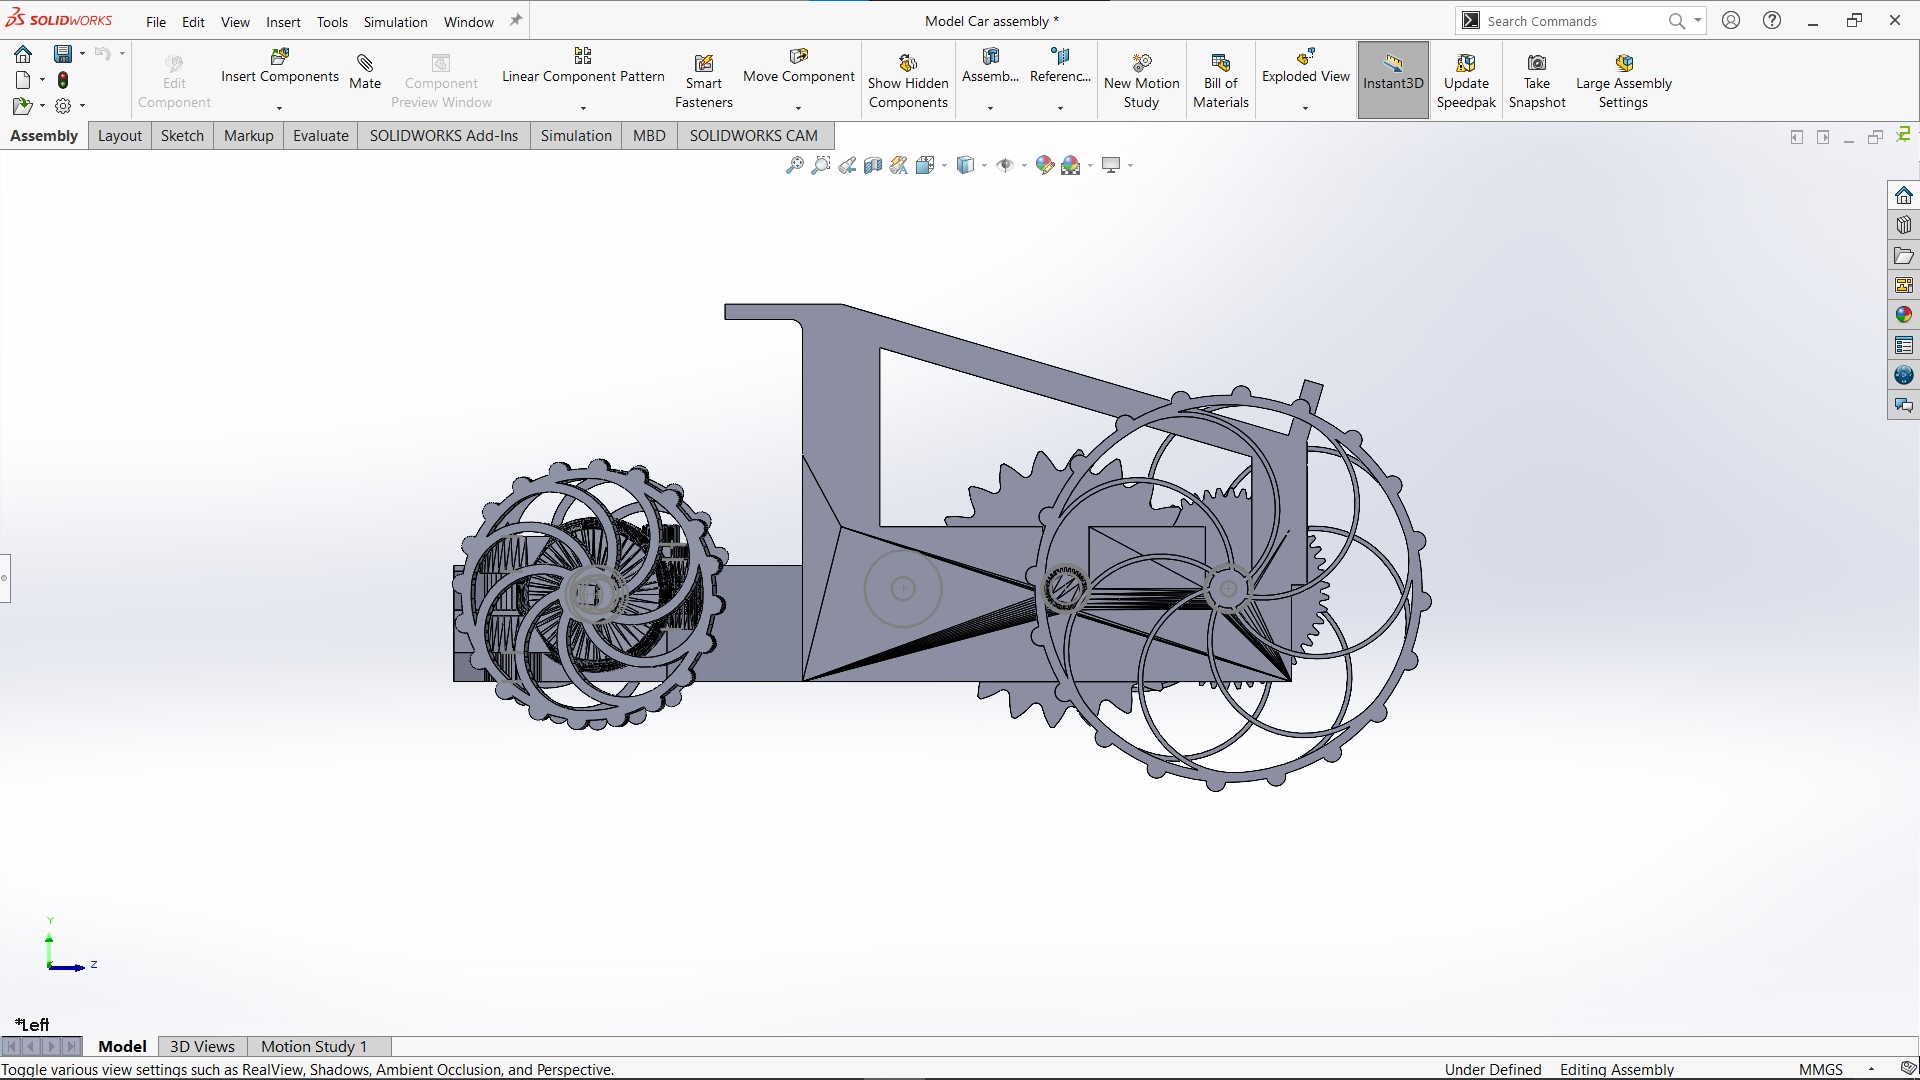 SOLIDWORKS File Edit View Insert Tools Simulation Window Model Car assembly * Search Commands
Edit Component Insert Components Mate Component Preview Window Linear Component Pattern Smart Fasteners Move Component Show Hidden Components Assemb... Referenc... New Motion Study Bill of Materials Exploded View Instant3D Update Speedpak Take Snapshot Large Assembly Settings
Assembly Layout Sketch Markup Evaluate SOLIDWORKS Add-Ins Simulation MBD SOLIDWORKS CAM
Y
Z
*Left
Model 3D Views Motion Study 1
Toggle various view settings such as RealView, Shadows, Ambient Occlusion, and Perspective. Under Defined Editing Assembly MMGS